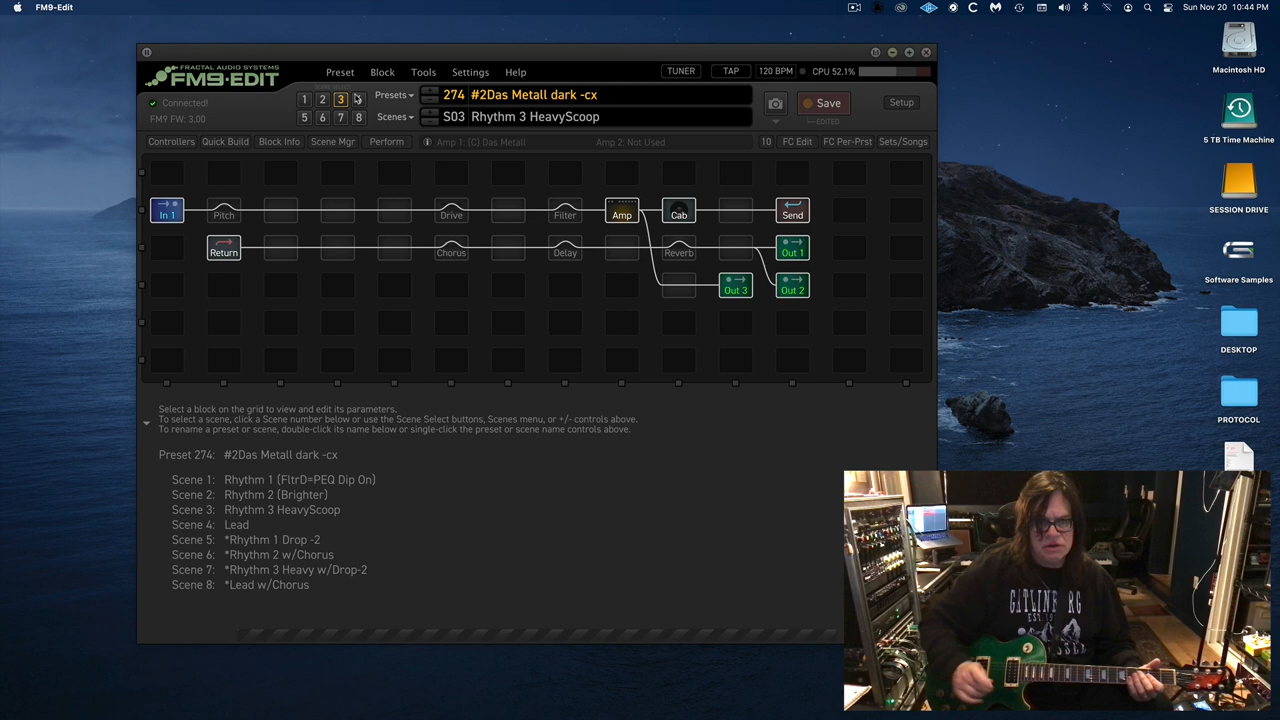 FM9-Edit
Sun Nov 20 10:44 PM
Macintosh HD
5 TB Time Machine
SESSION DRIVE
Software Samples
DESKTOP
PROTOCOL
FRACTAL AUDIO SYSTEMS
FM9-EDIT
Preset Block Tools Settings Help
TUNER TAP 120 BPM CPU 52.1%
Connected!
FM9 FW: 3.00
SCENE SELECT
1 2 3
5 6 7 8
Presets 274 #2Das Metall dark -cx
Scenes S03 Rhythm 3 HeavyScoop
Save
EDITED
Setup
Controllers Quick Build Block Info Scene Mgr Perform Amp 1: (C) Das Metall Amp 2: Not Used 10 FC Edit FC Per-Prst Sets/Songs
In 1 Pitch Drive Filter Amp Cab Send
Return Chorus Delay Reverb Out 1
Out 3 Out 2
Select a block on the grid to view and edit its parameters.
To select a scene, click a Scene number below or use the Scene Select buttons, Scenes menu, or +/- controls above.
To rename a preset or scene, double-click its name below or single-click the preset or scene name controls above.
Preset 274: #2Das Metall dark -cx
Scene 1: Rhythm 1 (FltrD=PEQ Dip On)
Scene 2: Rhythm 2 (Brighter)
Scene 3: Rhythm 3 HeavyScoop
Scene 4: Lead
Scene 5: *Rhythm 1 Drop -2
Scene 6: *Rhythm 2 w/Chorus
Scene 7: *Rhythm 3 Heavy w/Drop-2
Scene 8: *Lead w/Chorus